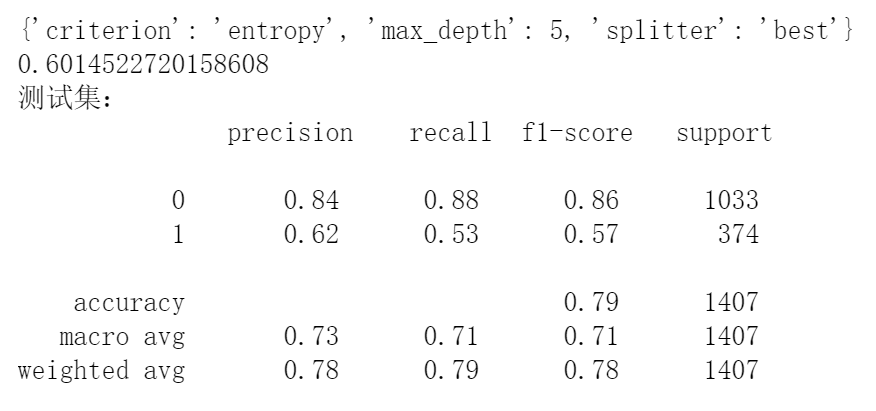 {'criterion': 'entropy', 'max_depth': 5, 'splitter': 'best'}
0.6014522720158608
测试集：
precision recall f1-score support
0 0.84 0.88 0.86 1033
1 0.62 0.53 0.57 374
accuracy 0.79 1407
macro avg 0.73 0.71 0.71 1407
weighted avg 0.78 0.79 0.78 1407